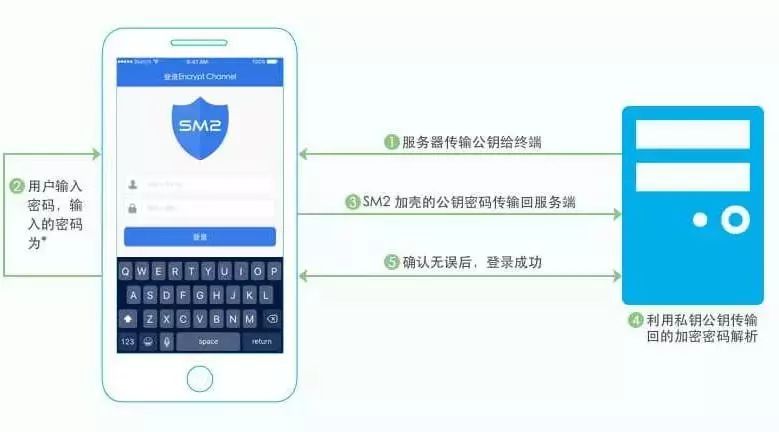 9:41 AM
100%
登录Encrypt Channel
SM2
登录
Q W E R T Y U I O P
A S D F G H J K L
Z X C V B N M
123 space return
1 服务器传输公钥给终端
2 用户输入
密码，输
入的密码
为*
3 SM2 加壳的公钥密码传输回服务端
5 确认无误后，登录成功
4 利用私钥公钥传输
回的加密密码解析